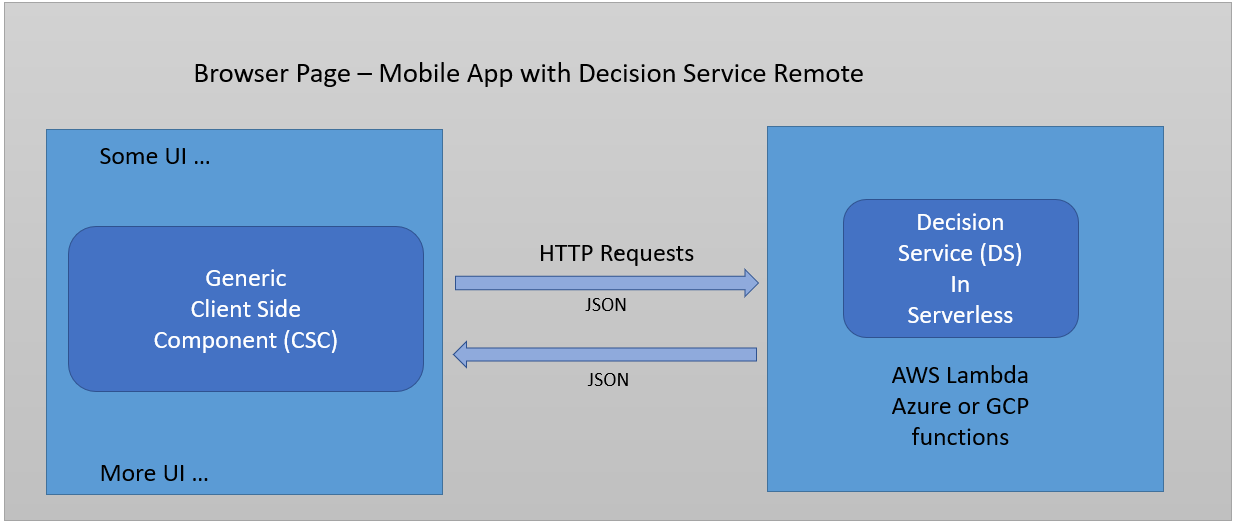 Browser Page – Mobile App with Decision Service Remote
Some UI ...
Generic
Client Side
Component (CSC)
More UI ...
HTTP Requests
JSON
JSON
Decision
Service (DS)
In
Serverless
AWS Lambda
Azure or GCP
functions